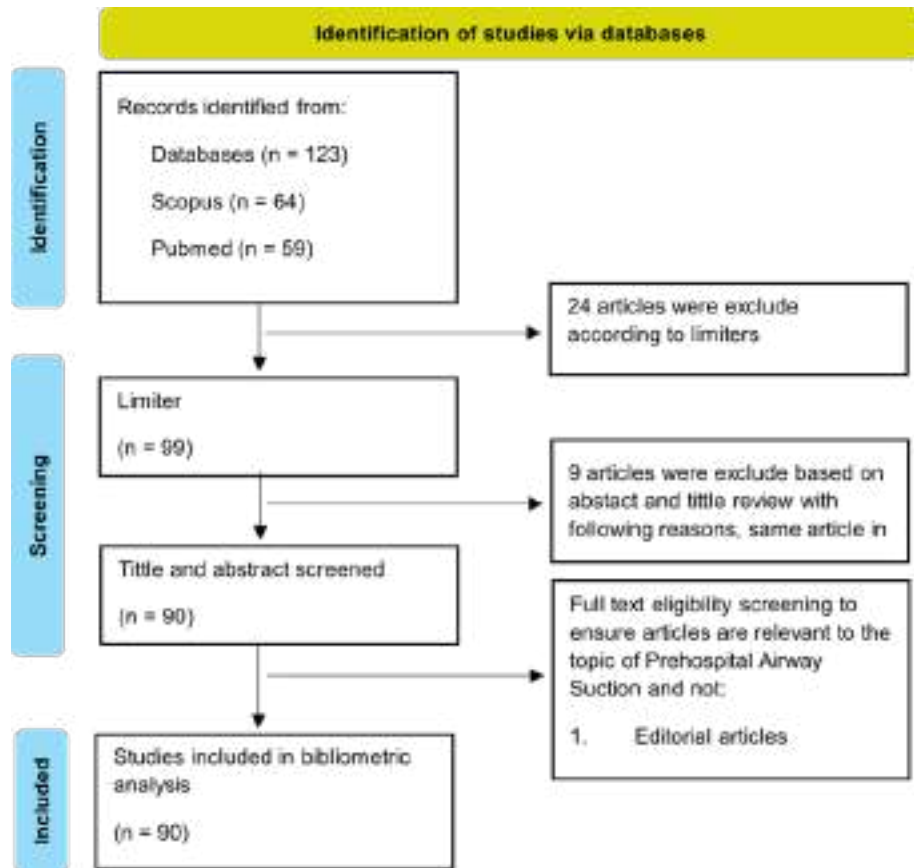 Identification of studies via databases
Identification
Records identified from:
Databases (n = 123)
Scopus (n = 64)
Pubmed (n = 59)
24 articles were exclude
according to limiters
Screening
Limiter
(n = 99)
9 articles were exclude based on
abstact and tittle review with
following reasons, same article in
Tittle and abstract screened
(n = 90)
Full text eligibility screening to
ensure articles are relevant to the
topic of Prehospital Airway
Suction and not:
1. Editorial articles
Included
Studies included in bibliometric
analysis
(n = 90)